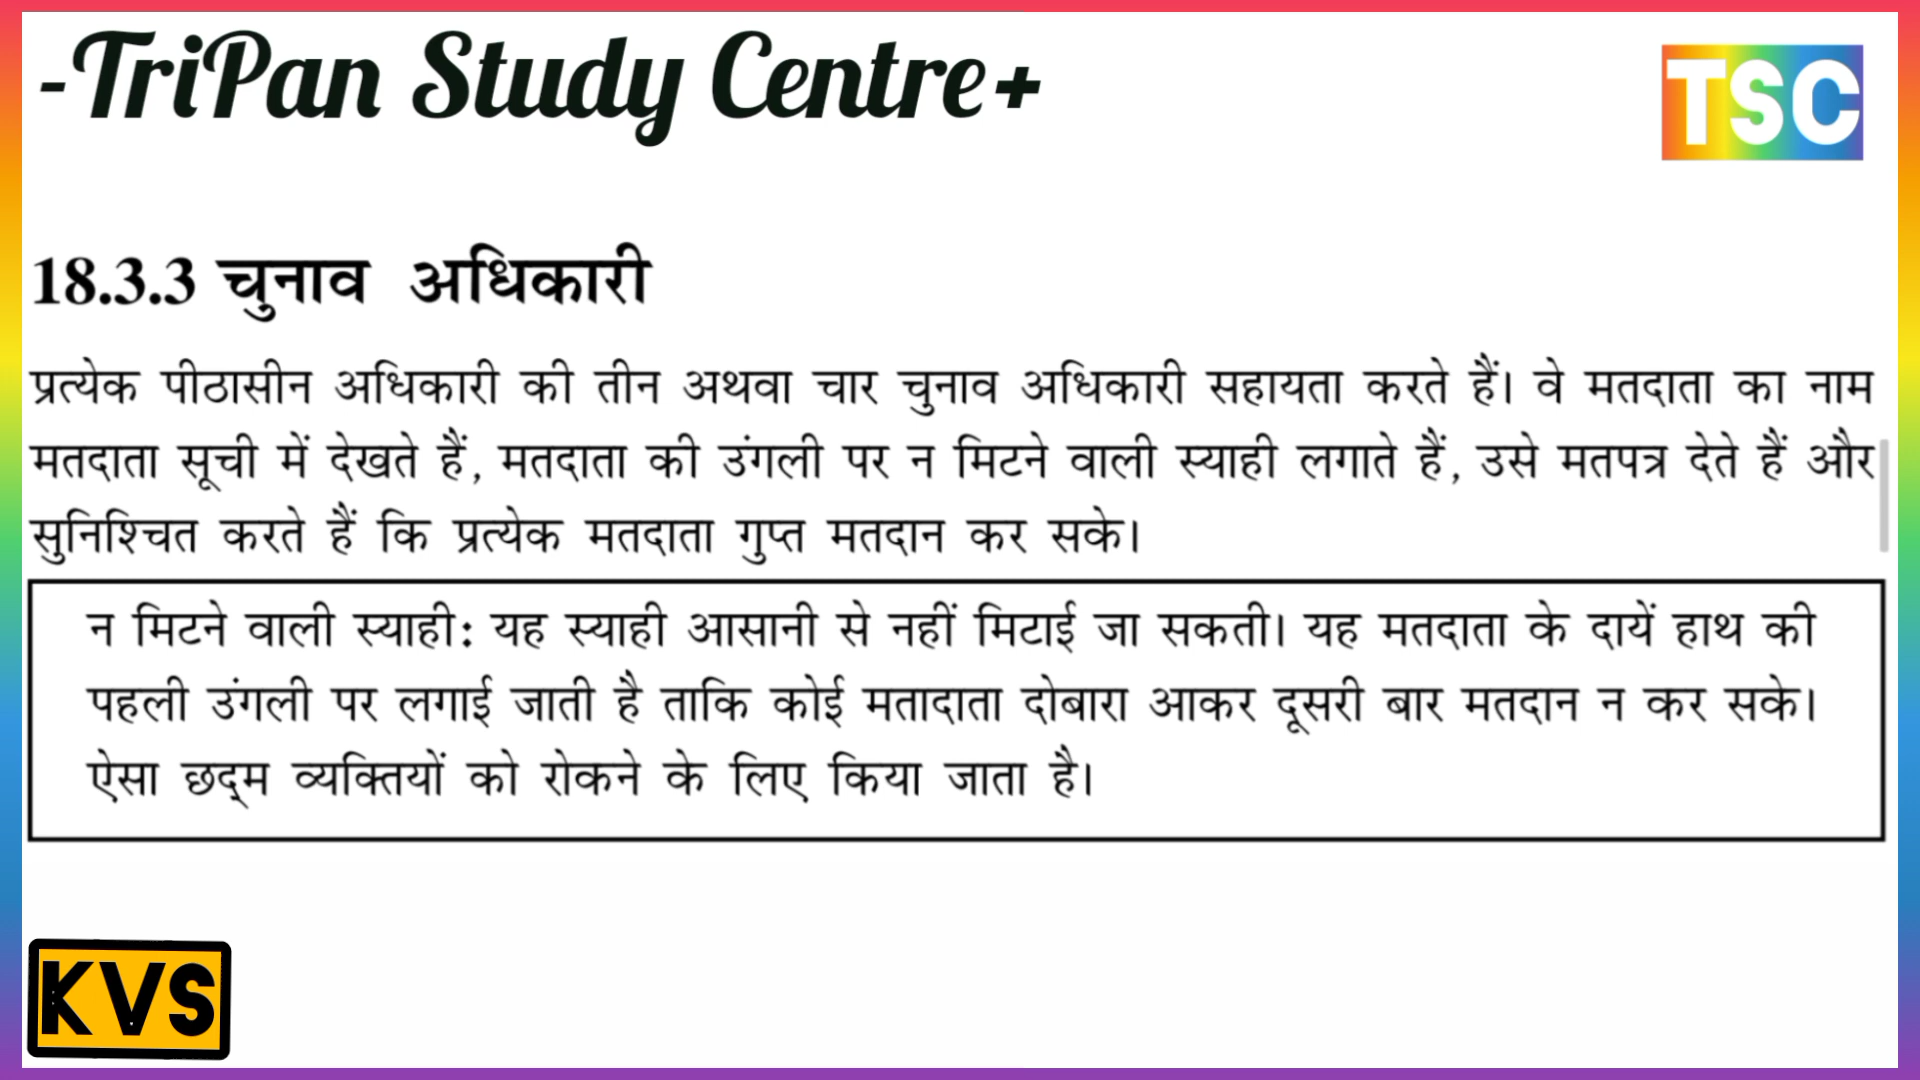 -TriPan Study Centre+
TSC
18.3.3 चुनाव अधिकारी
प्रत्येक पीठासीन अधिकारी की तीन अथवा चार चुनाव अधिकारी सहायता करते हैं। वे मतदाता का नाम
मतदाता सूची में देखते हैं, मतदाता की उंगली पर न मिटने वाली स्याही लगाते हैं, उसे मतपत्र देते हैं और
सुनिश्चित करते हैं कि प्रत्येक मतदाता गुप्त मतदान कर सके।
न मिटने वाली स्याही: यह स्याही आसानी से नहीं मिटाई जा सकती। यह मतदाता के दायें हाथ की
पहली उंगली पर लगाई जाती है ताकि कोई मतादाता दोबारा आकर दूसरी बार मतदान न कर सके।
ऐसा छद्म व्यक्तियों को रोकने के लिए किया जाता है।
KVS